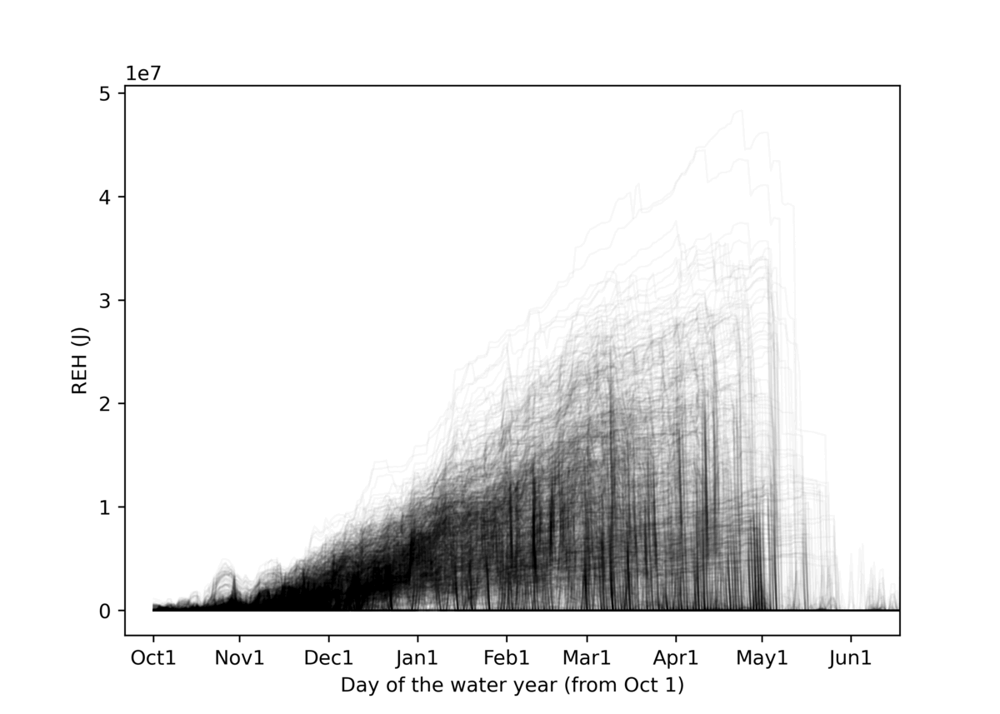 1e7
5
4
3
2
1
0
REH (J)
Oct1 Nov1 Dec1 Jan1 Feb1 Mar1 Apr1 May1 Jun1
Day of the water year (from Oct 1)